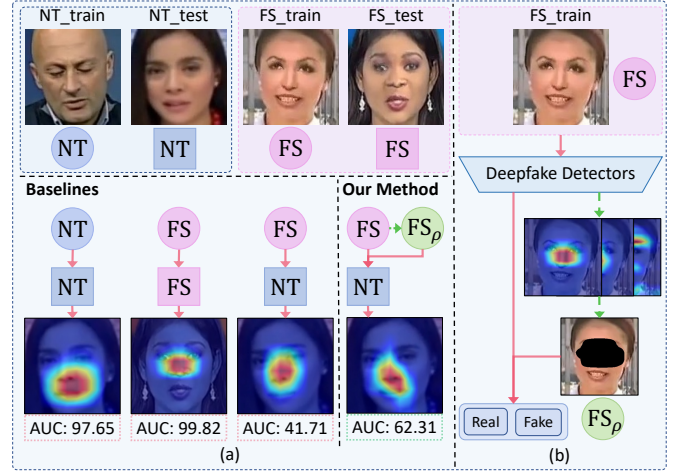 NT_train NT_test FS_train FS_test
NT NT FS FS
Baselines Our Method
NT FS FS FS FSρ
NT FS NT NT
AUC: 97.65 AUC: 99.82 AUC: 41.71 AUC: 62.31
(a)
FS_train
FS
Deepfake Detectors
Real Fake FSρ
(b)